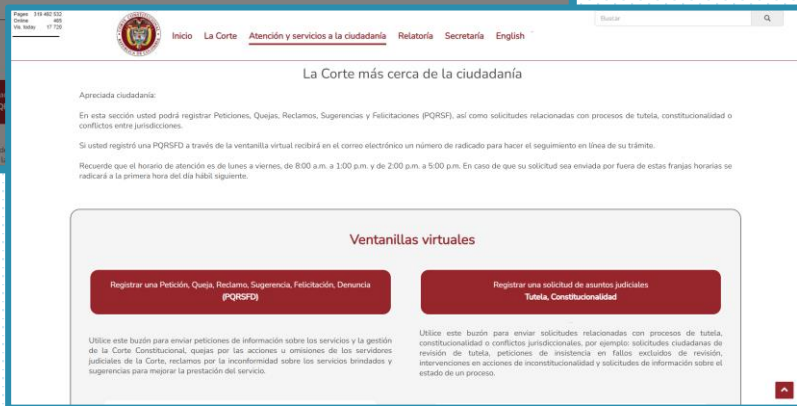 Pages 319 482 532
Online 465
Vis. today 17 720
Buscar
Inicio La Corte Atención y servicios a la ciudadanía Relatoría Secretaría English
La Corte más cerca de la ciudadanía
Apreciada ciudadanía:
En esta sección usted podrá registrar Peticiones, Quejas, Reclamos, Sugerencias y Felicitaciones (PQRSF), así como solicitudes relacionadas con procesos de tutela, constitucionalidad o
conflictos entre jurisdicciones.
Si usted registró una PQRSFD a través de la ventanilla virtual recibirá en el correo electrónico un número de radicado para hacer el seguimiento en línea de su trámite.
Recuerde que el horario de atención es de lunes a viernes, de 8:00 a.m. a 1:00 p.m. y de 2:00 p.m. a 5:00 p.m. En caso de que su solicitud sea enviada por fuera de estas franjas horarias se
radicará a la primera hora del día hábil siguiente.
Ventanillas virtuales
Registrar una Petición, Queja, Reclamo, Sugerencia, Felicitación, Denuncia
(PQRSFD)
Utilice este buzón para enviar peticiones de información sobre los servicios y la gestión
de la Corte Constitucional, quejas por las acciones u omisiones de los servidores
judiciales de la Corte, reclamos por la inconformidad sobre los servicios brindados y
sugerencias para mejorar la prestación del servicio.
Registrar una solicitud de asuntos judiciales
Tutela, Constitucionalidad
Utilice este buzón para enviar solicitudes relacionadas con procesos de tutela,
constitucionalidad o conflictos jurisdiccionales, por ejemplo: solicitudes ciudadanas de
revisión de tutela, peticiones de insistencia en fallos excluidos de revisión,
intervenciones en acciones de inconstitucionalidad y solicitudes de información sobre el
estado de un proceso.